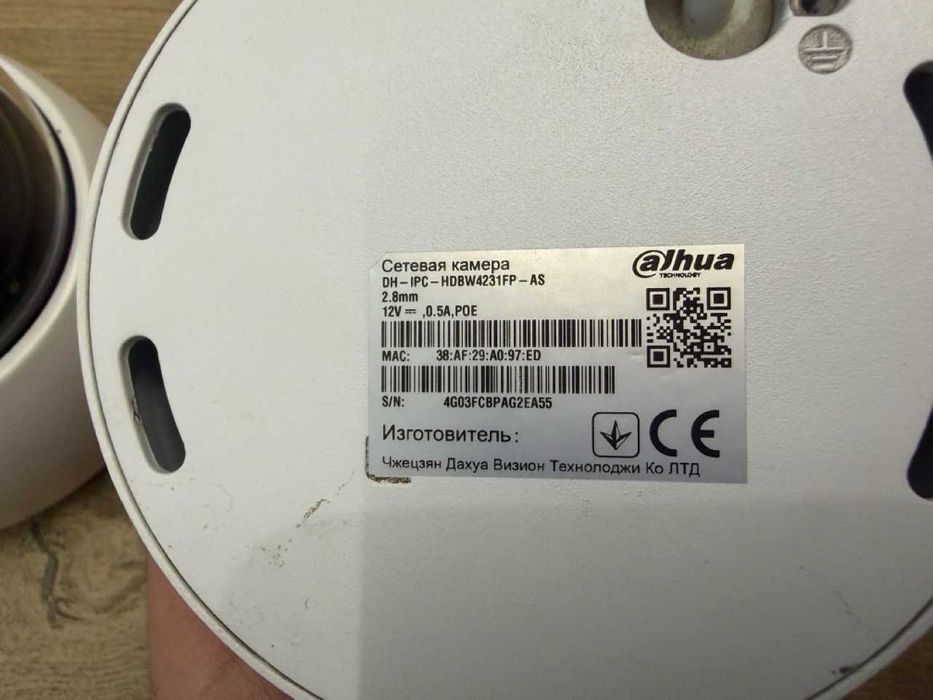 Сетевая камера
alhua
TECHNOLOGY
DH-IPC-HDBW4231FP-AS
2.8mm
12V ⎓ ,0.5A,POE
MAC: 38:AF:29:A0:97:ED
S/N: 4G03FCBPAG2EA55
Изготовитель:
CE
Чжецзян Дахуа Визион Технолоджи Ко ЛТД